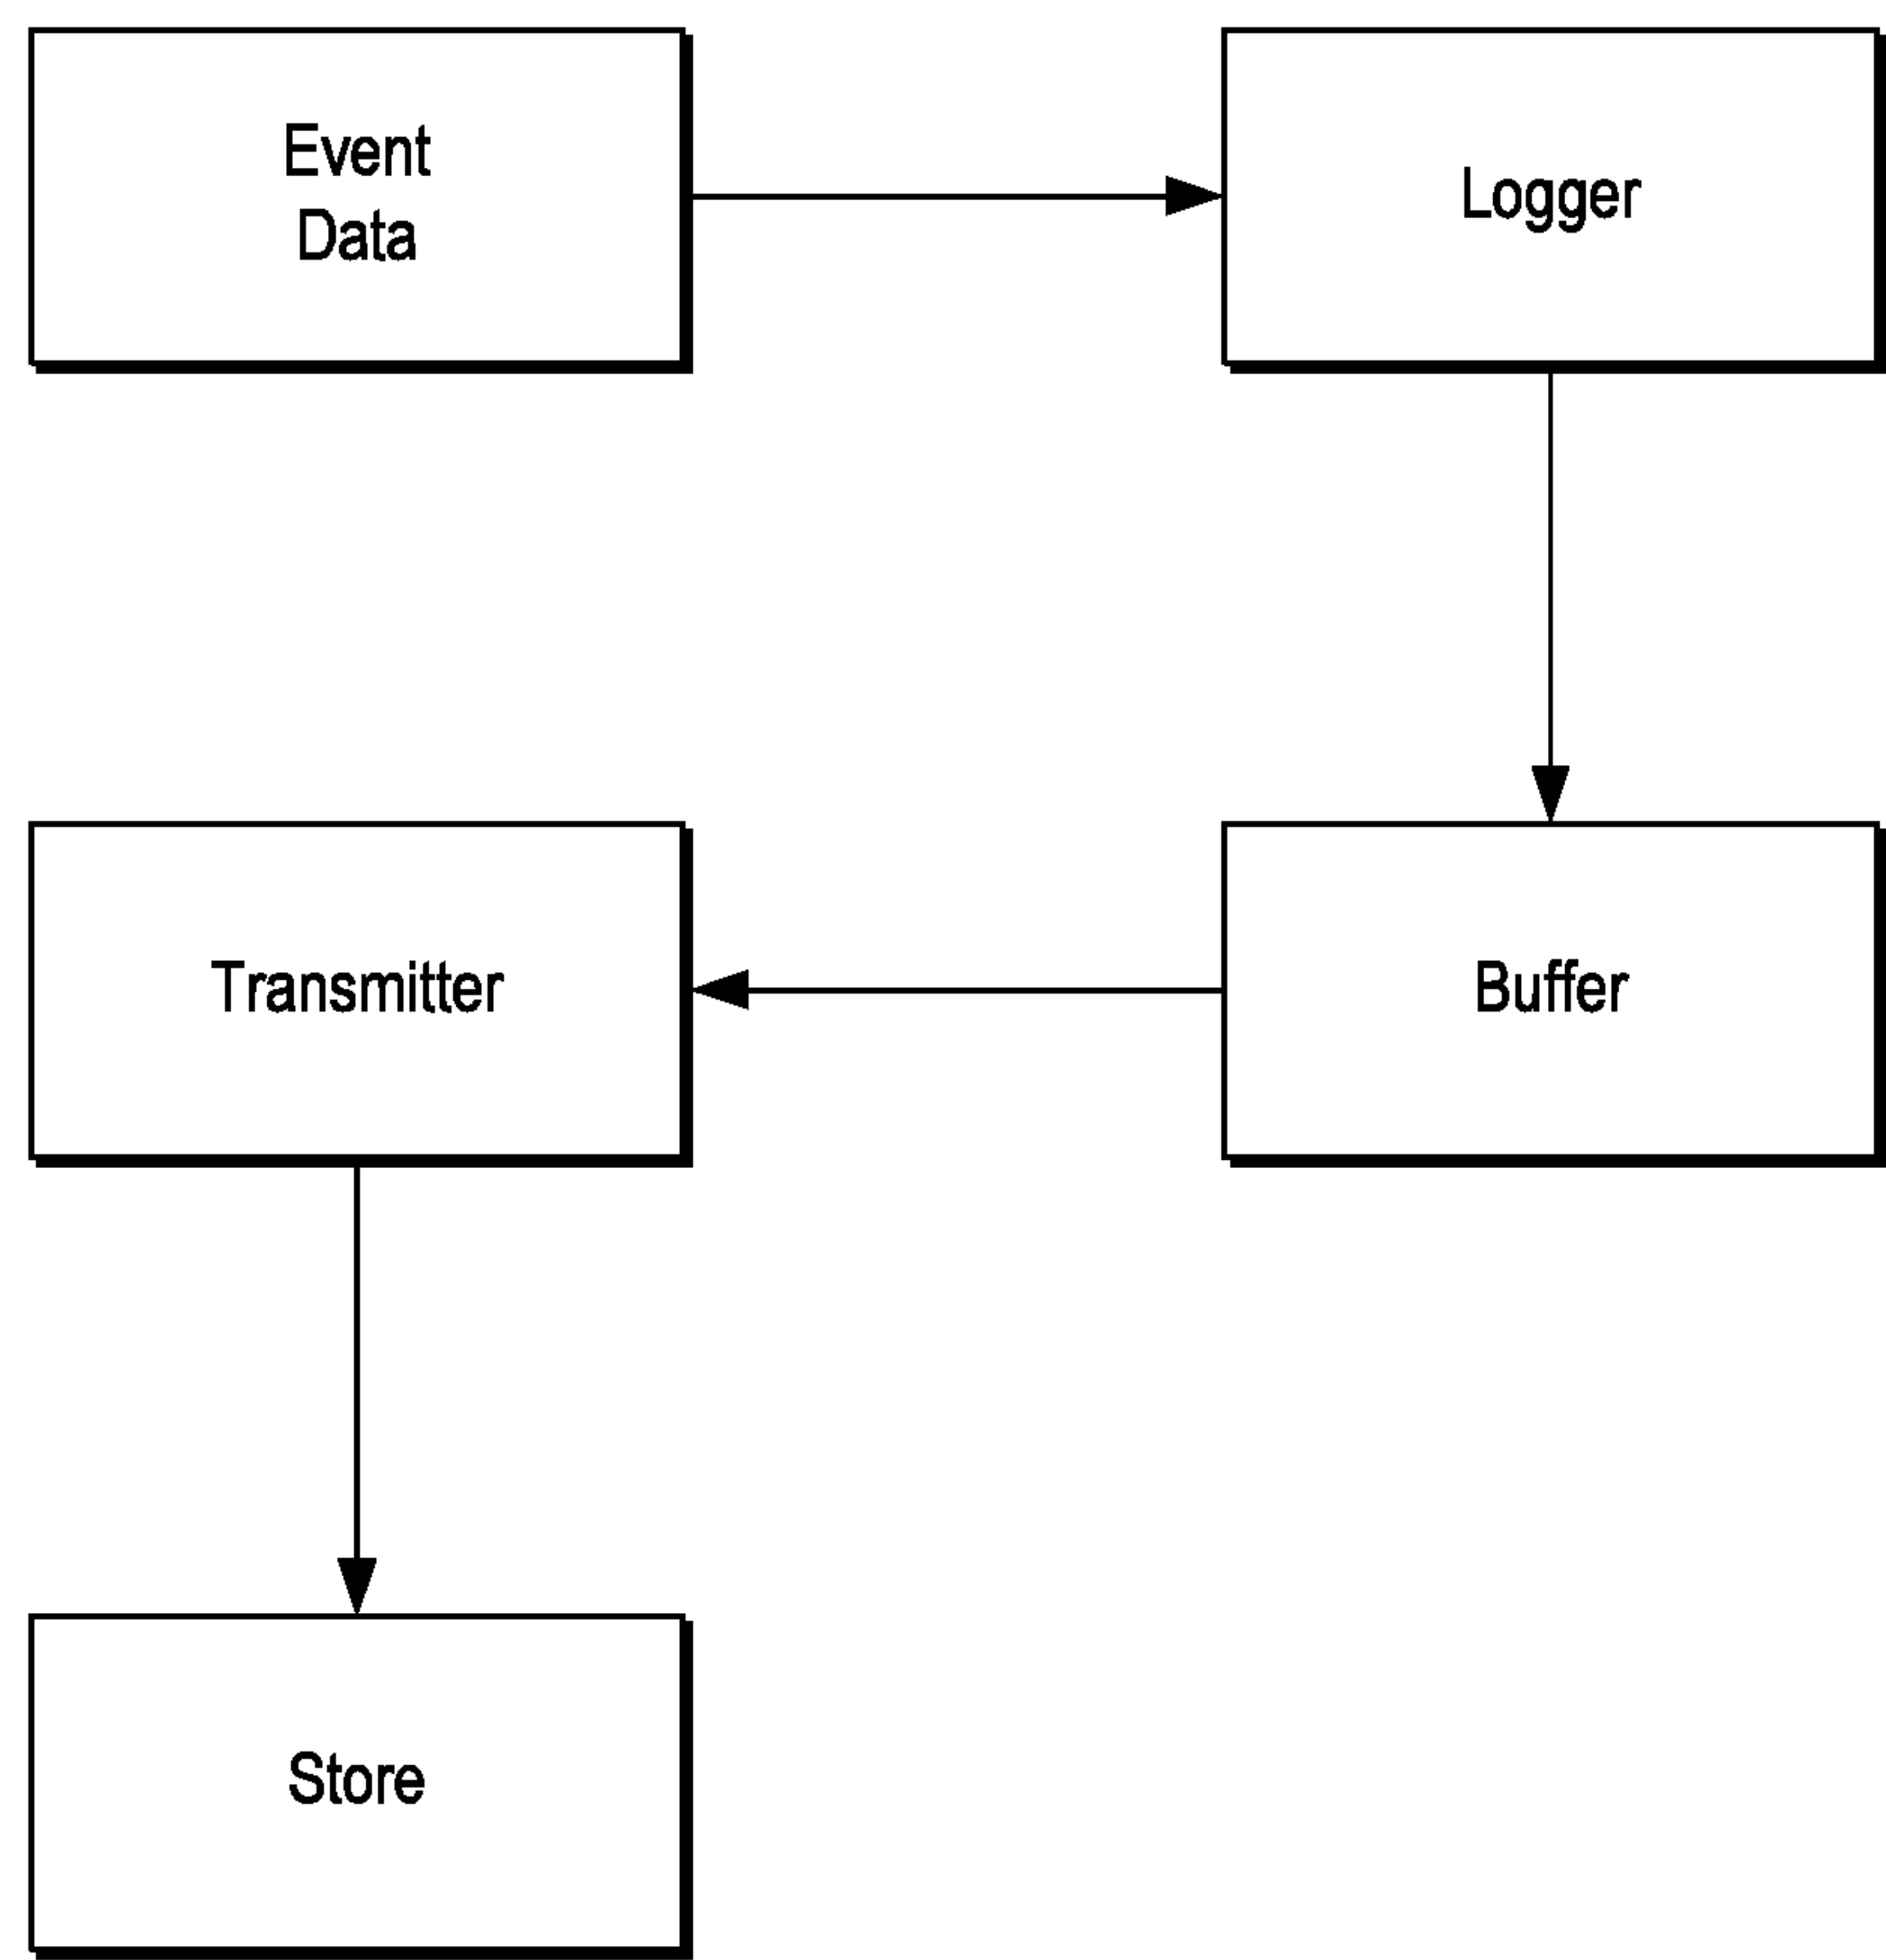 Event
Data
Logger
Transmitter
Buffer
Store